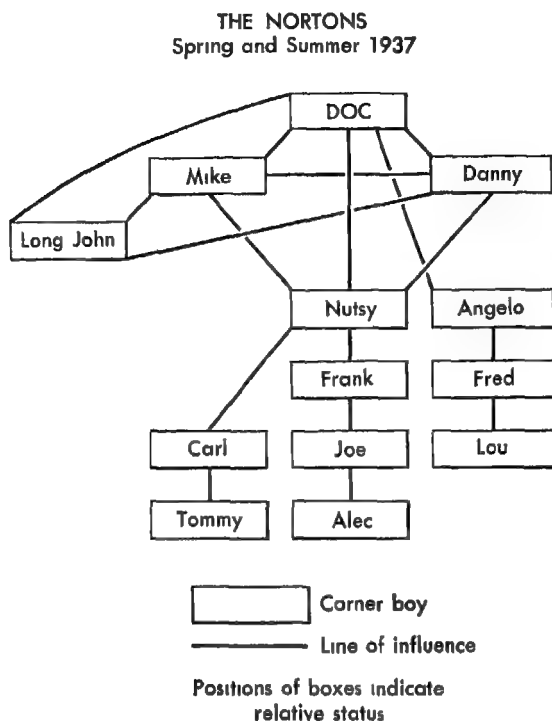 THE NORTONS
Spring and Summer 1937
DOC
Mike
Danny
Long John
Nutsy
Angelo
Frank
Fred
Carl
Joe
Lou
Tommy
Alec
Corner boy
Line of influence
Positions of boxes indicate
relative status